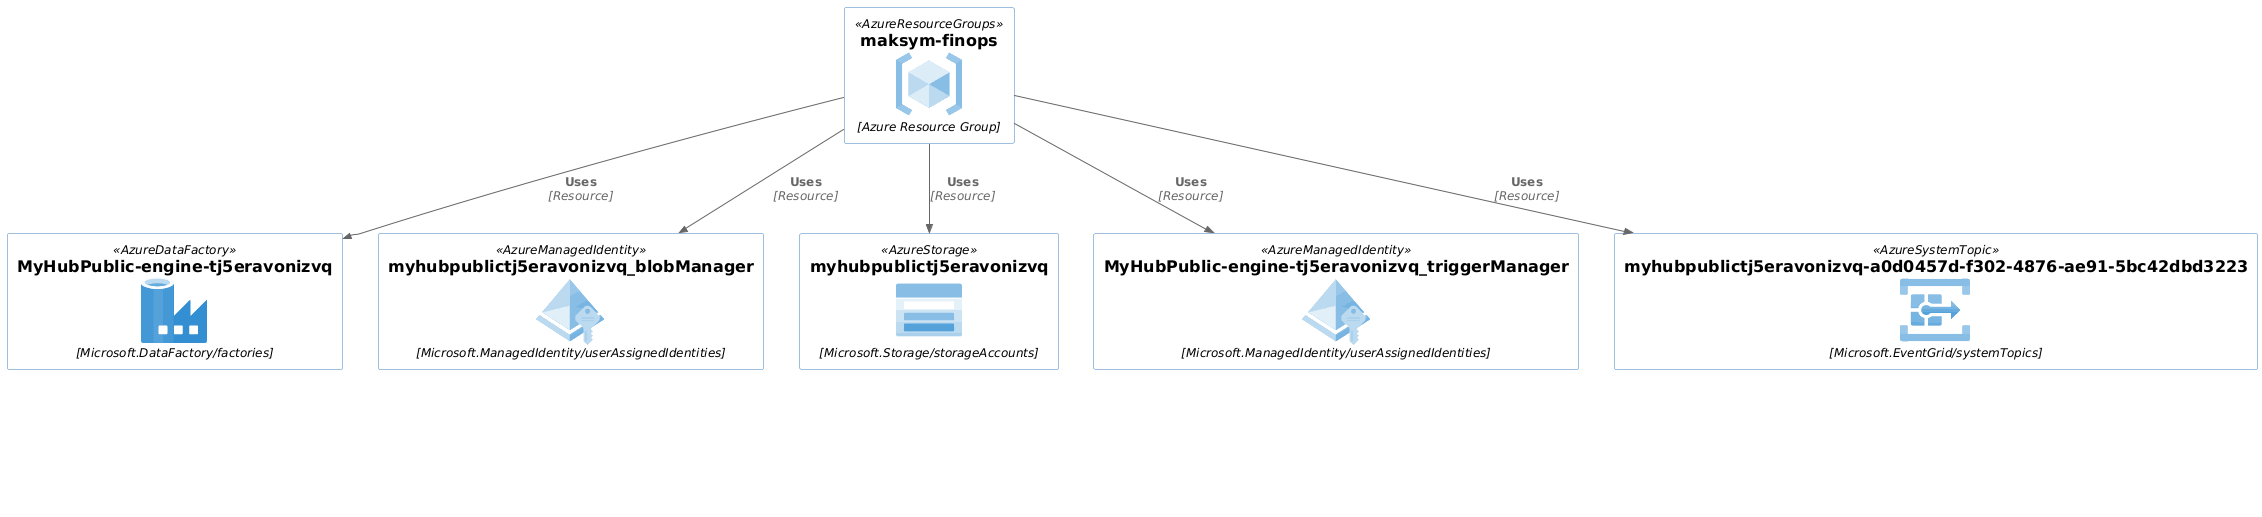 «AzureResourceGroups»
maksym-finops
[Azure Resource Group]
Uses
[Resource]
Uses
[Resource]
Uses
[Resource]
Uses
[Resource]
Uses
[Resource]
«AzureDataFactory»
MyHubPublic-engine-tj5eravonizvq
[Microsoft.DataFactory/factories]
«AzureManagedIdentity»
myhubpublictj5eravonizvq_blobManager
[Microsoft.ManagedIdentity/userAssignedIdentities]
«AzureStorage»
myhubpublictj5eravonizvq
[Microsoft.Storage/storageAccounts]
«AzureManagedIdentity»
MyHubPublic-engine-tj5eravonizvq_triggerManager
[Microsoft.ManagedIdentity/userAssignedIdentities]
«AzureSystemTopic»
myhubpublictj5eravonizvq-a0d0457d-f302-4876-ae91-5bc42dbd3223
[Microsoft.EventGrid/systemTopics]